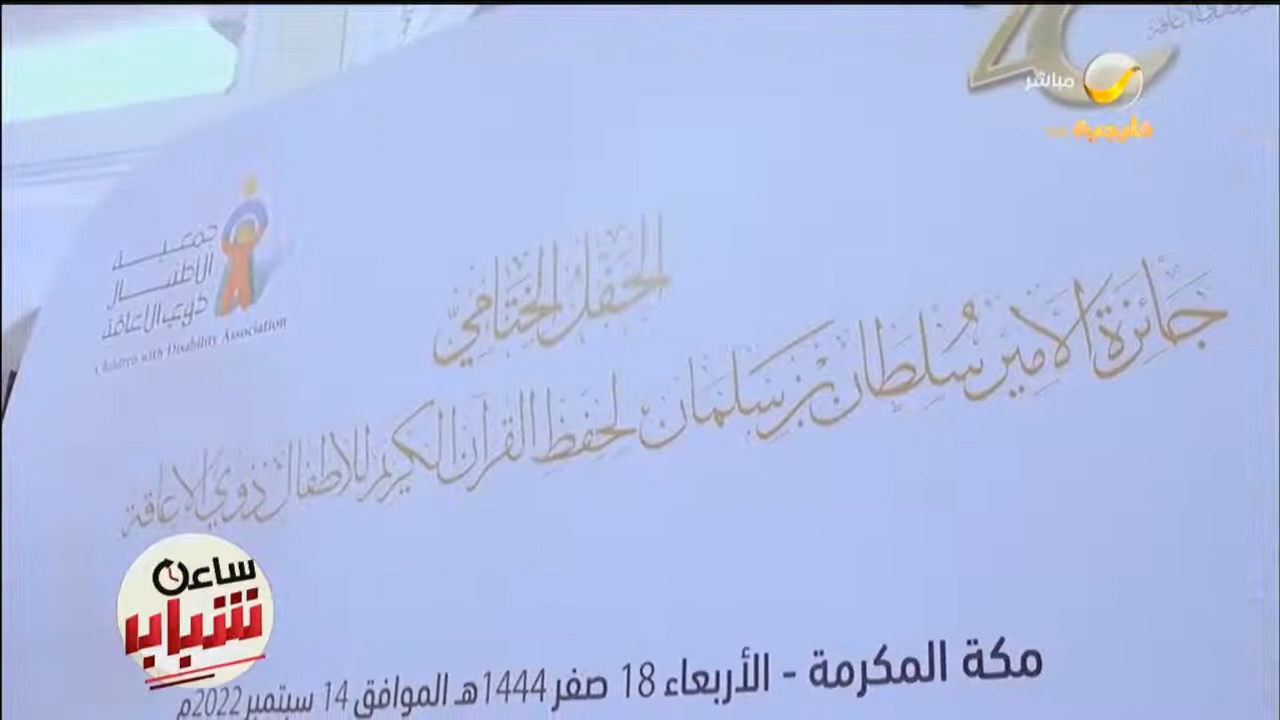 مباشر
خليجية
جمعية
الأطفال
ذوي الإعاقة
Children with Disability Association
الحفل الختامي
جائزة الأمير سلطان بن سلمان لحفظ القرآن الكريم للأطفال ذوي الإعاقة
ساعة
شباب
مكة المكرمة - الأربعاء 18 صفر 1444هـ الموافق 14 سبتمبر 2022م